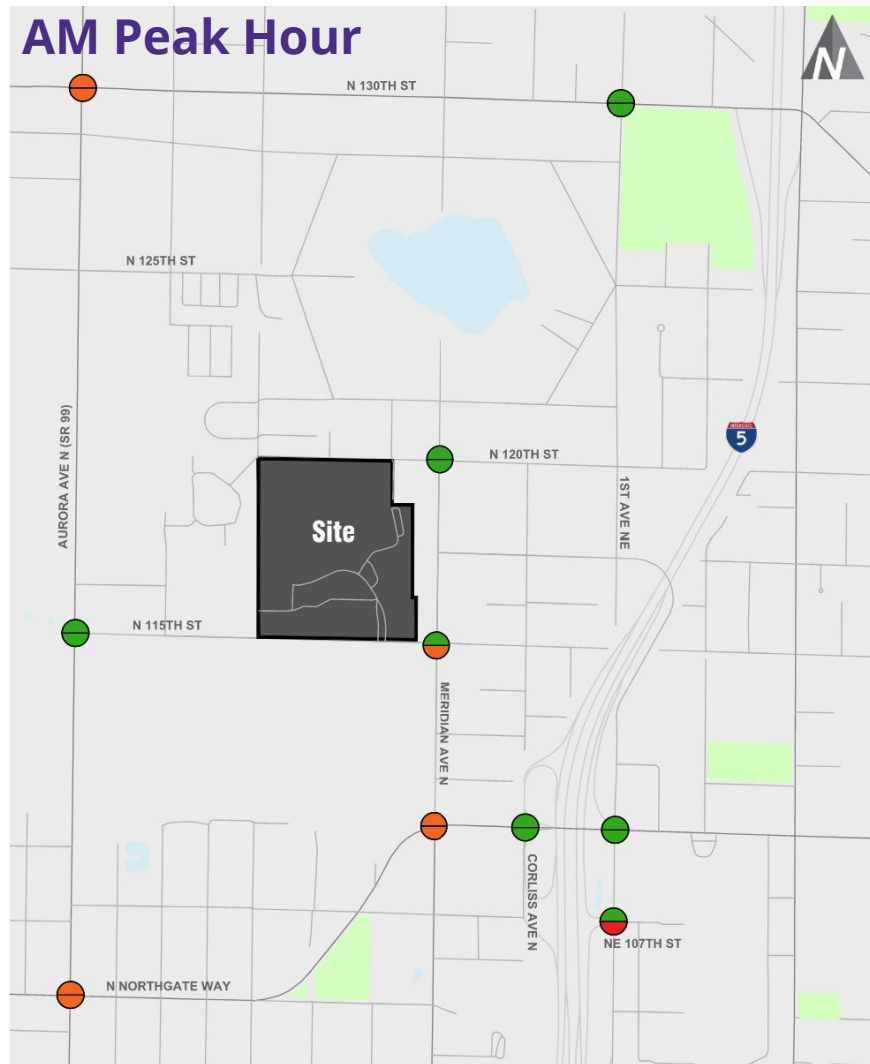 AM Peak Hour
N
N 130TH ST
N 125TH ST
AURORA AVE N (SR 99)
5
N 120TH ST
1ST AVE NE
Site
N 115TH ST
MERIDIAN AVE N
CORLISS AVE N
NE 107TH ST
N NORTHGATE WAY